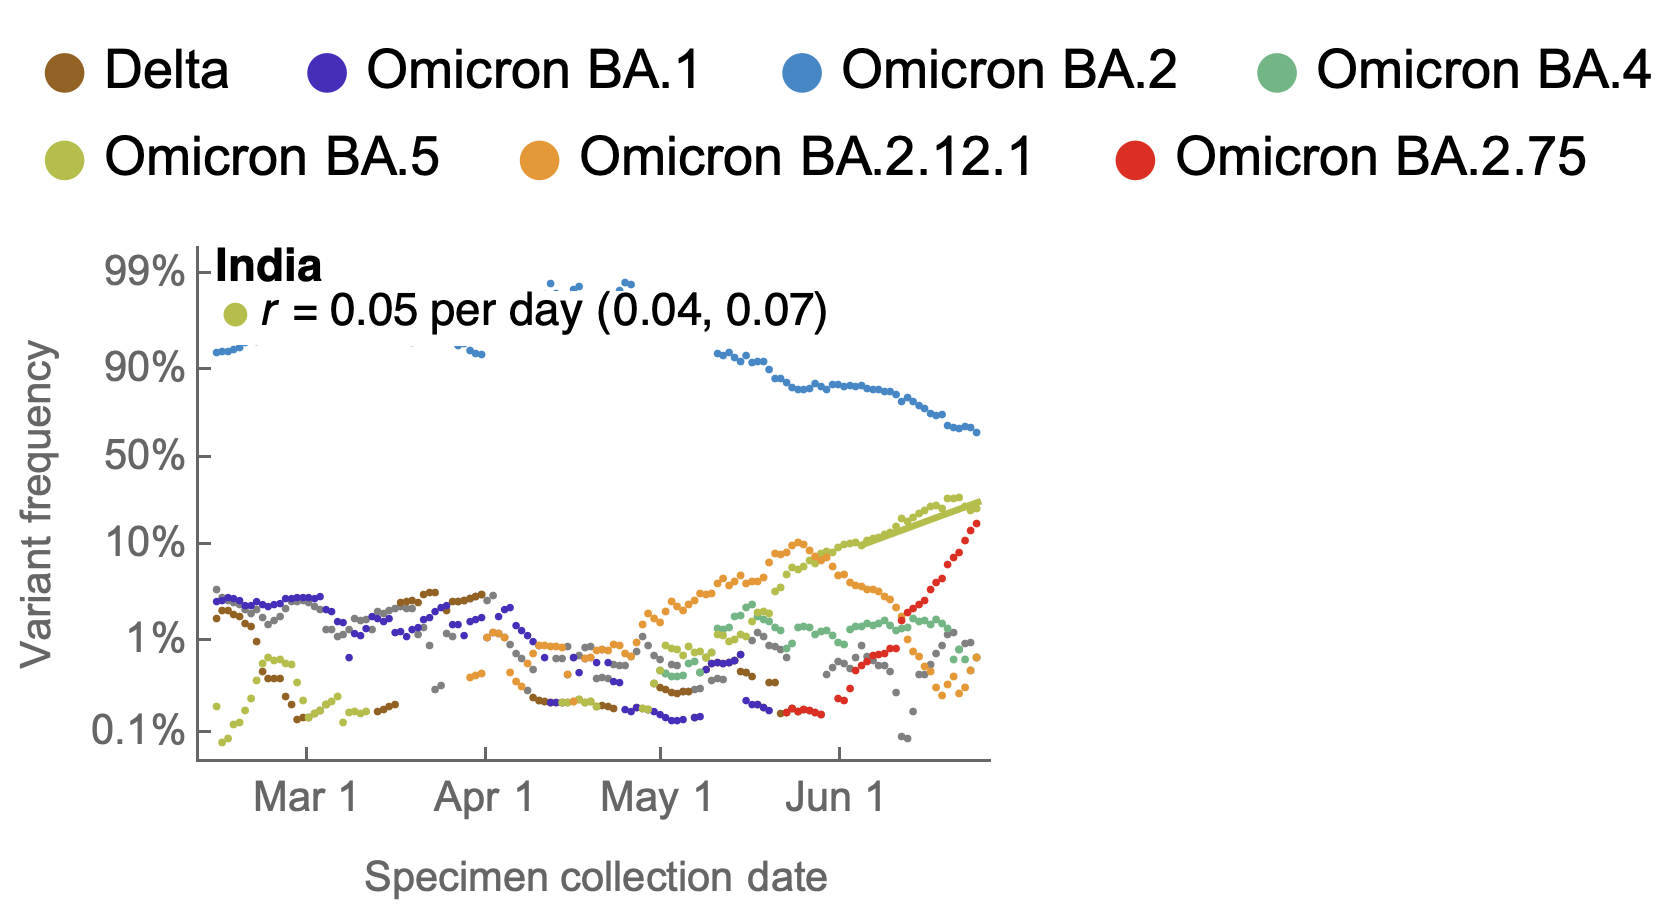 Delta Omicron BA.1 Omicron BA.2 Omicron BA.4
Omicron BA.5 Omicron BA.2.12.1 Omicron BA.2.75
India
r = 0.05 per day (0.04, 0.07)
99%
90%
50%
10%
1%
0.1%
Variant frequency
Mar 1 Apr 1 May 1 Jun 1
Specimen collection date